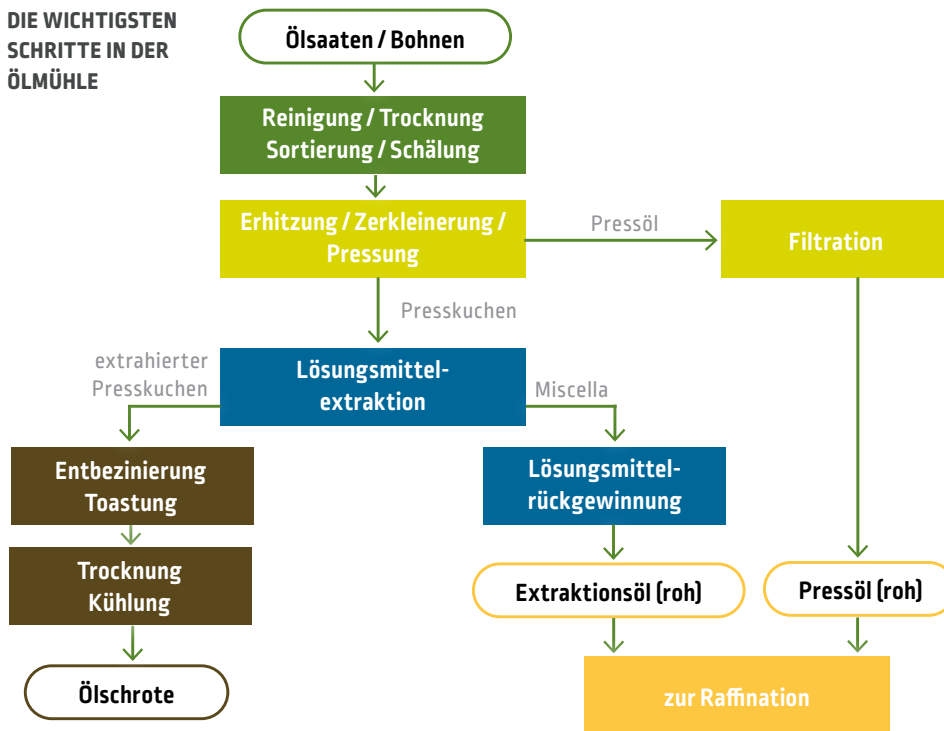 DIE WICHTIGSTEN
SCHRITTE IN DER
ÖLMÜHLE
Ölsaaten / Bohnen
Reinigung / Trocknung
Sortierung / Schälung
Erhitzung / Zerkleinerung /
Pressung
Pressöl
Filtration
Presskuchen
extrahierter
Presskuchen
Lösungsmittel-
extraktion
Miscella
Entbezinierung
Toastung
Lösungsmittel-
rückgewinnung
Trocknung
Kühlung
Extraktionsöl (roh)
Pressöl (roh)
Ölschrote
zur Raffination